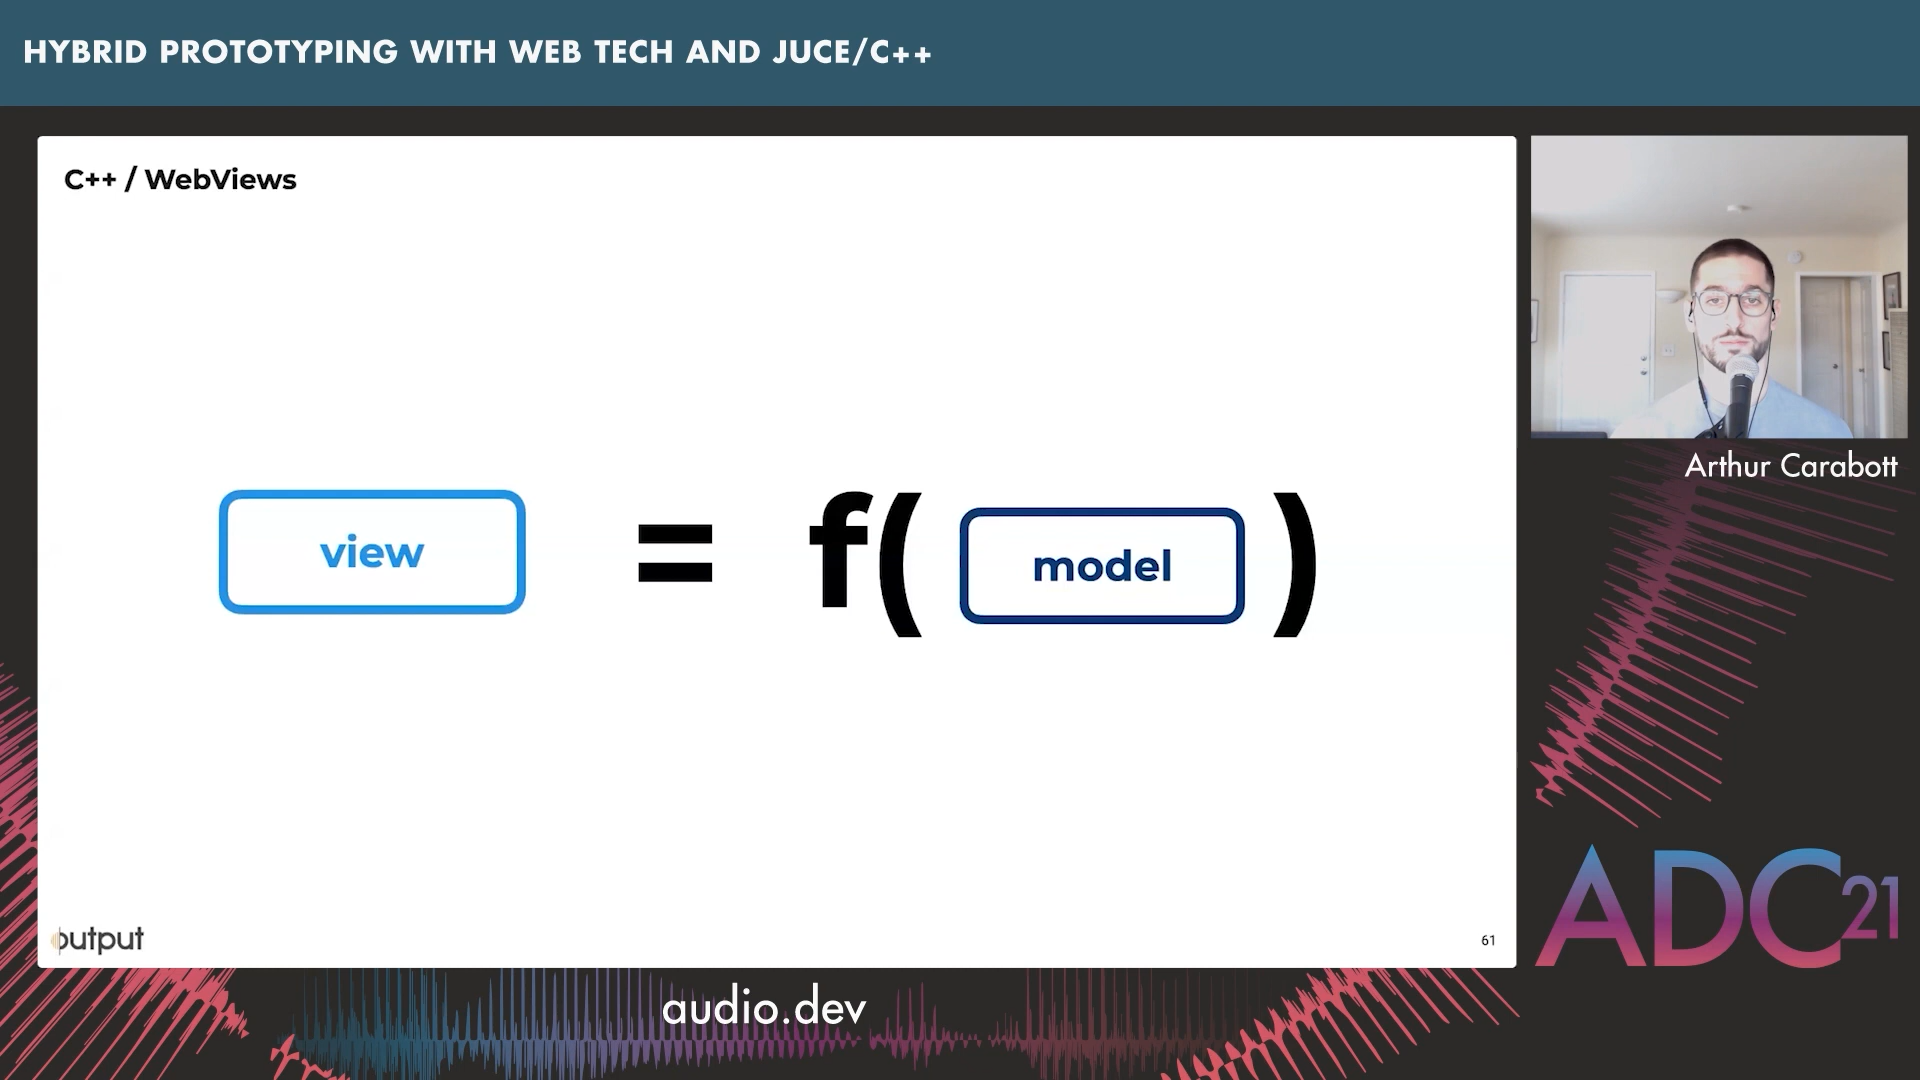 HYBRID PROTOTYPING WITH WEB TECH AND JUCE/C++
C++ / WebViews
view = f( model )
output
61
Arthur Carabott
ADC21
audio.dev